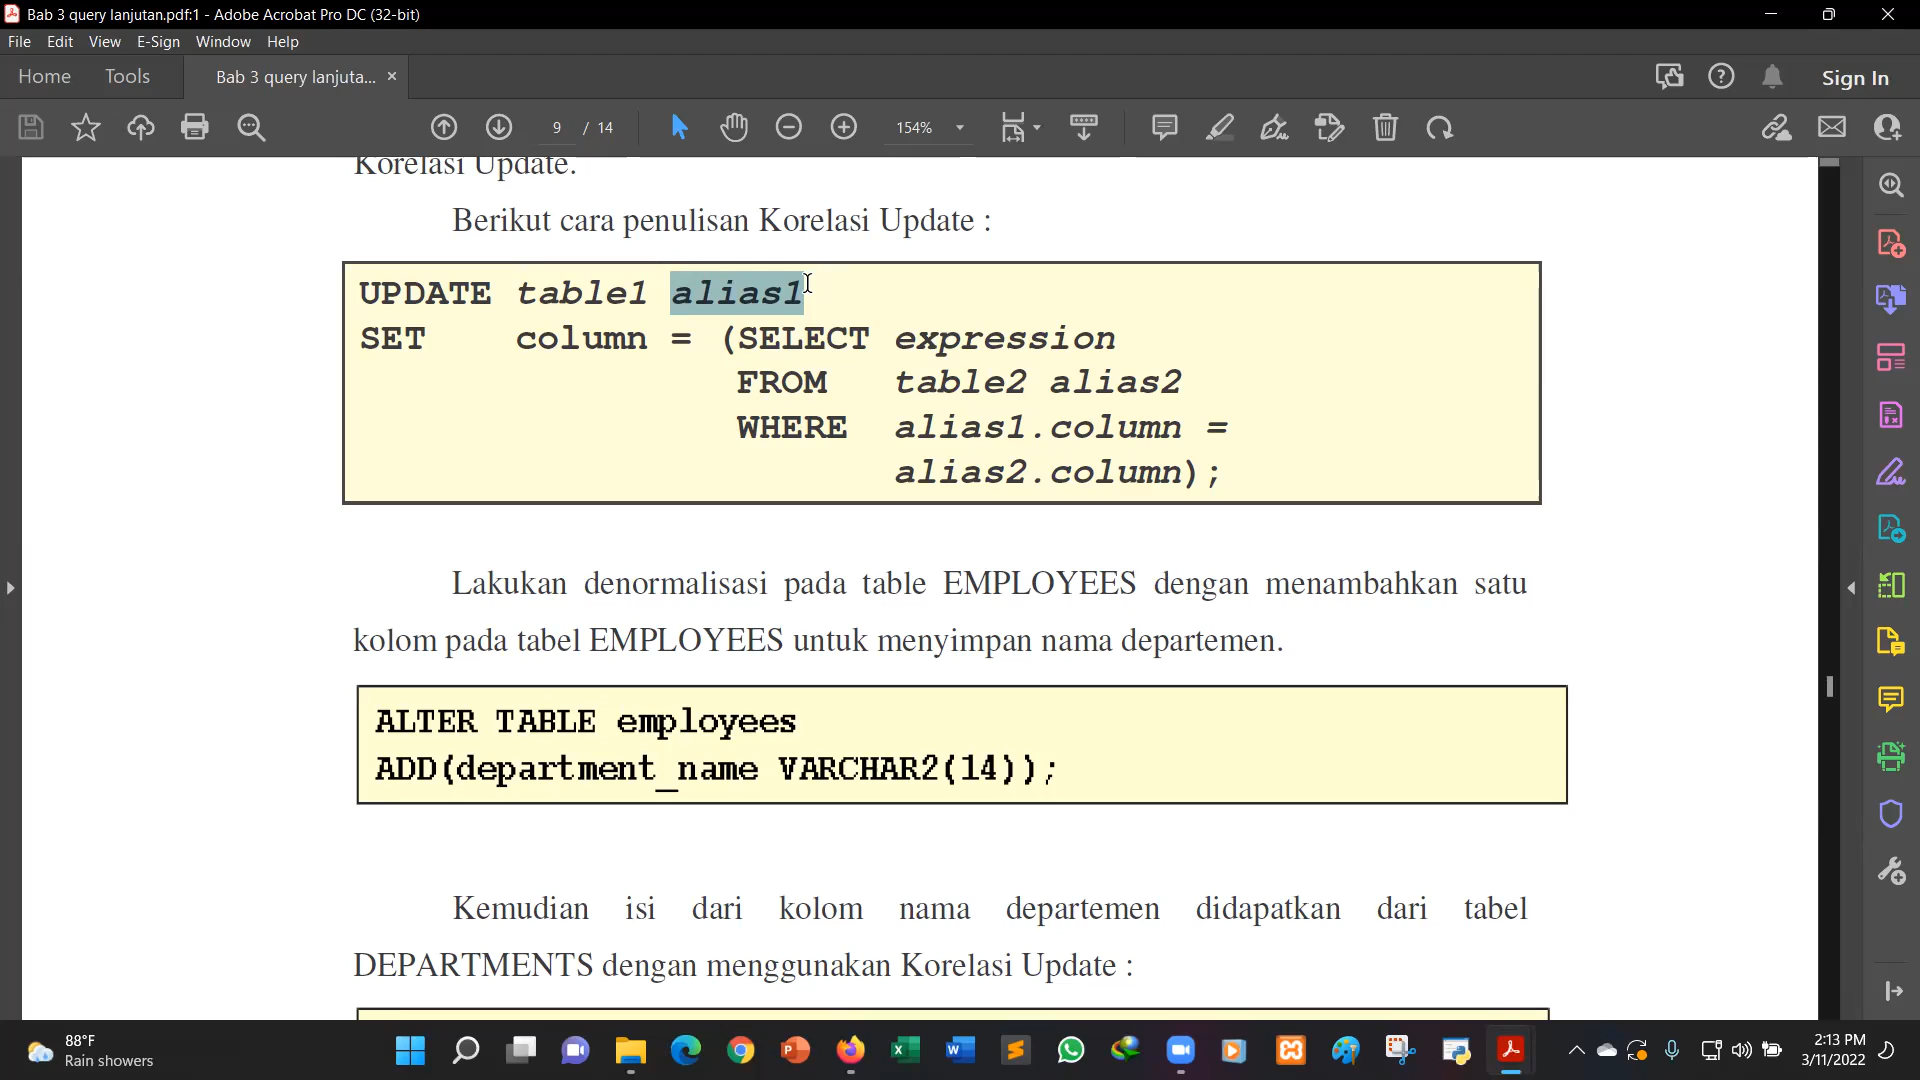 Bab 3 query lanjutan.pdf:1 - Adobe Acrobat Pro DC (32-bit)
File Edit View E-Sign Window Help
Home Tools Bab 3 query lanjuta... × Sign In
9 / 14 154%
Korelasi Update.
Berikut cara penulisan Korelasi Update :
UPDATE table1 alias1
SET column = (SELECT expression
FROM table2 alias2
WHERE alias1.column =
alias2.column);
Lakukan denormalisasi pada table EMPLOYEES dengan menambahkan satu
kolom pada tabel EMPLOYEES untuk menyimpan nama departemen.
ALTER TABLE employees
ADD(department_name VARCHAR2(14));
Kemudian isi dari kolom nama departemen didapatkan dari tabel
DEPARTMENTS dengan menggunakan Korelasi Update :
88°F
Rain showers
2:13 PM
3/11/2022